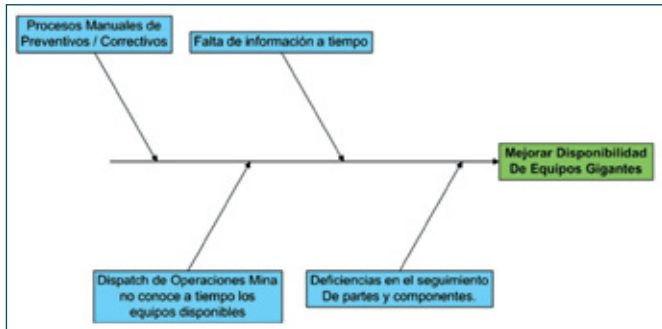 Procesos Manuales de
Preventivos / Correctivos
Falta de información a tiempo
Mejorar Disponibilidad
De Equipos Gigantes
Dispatch de Operaciones Mina
no conoce a tiempo los
equipos disponibles
Deficiencias en el seguimiento
De partes y componentes.